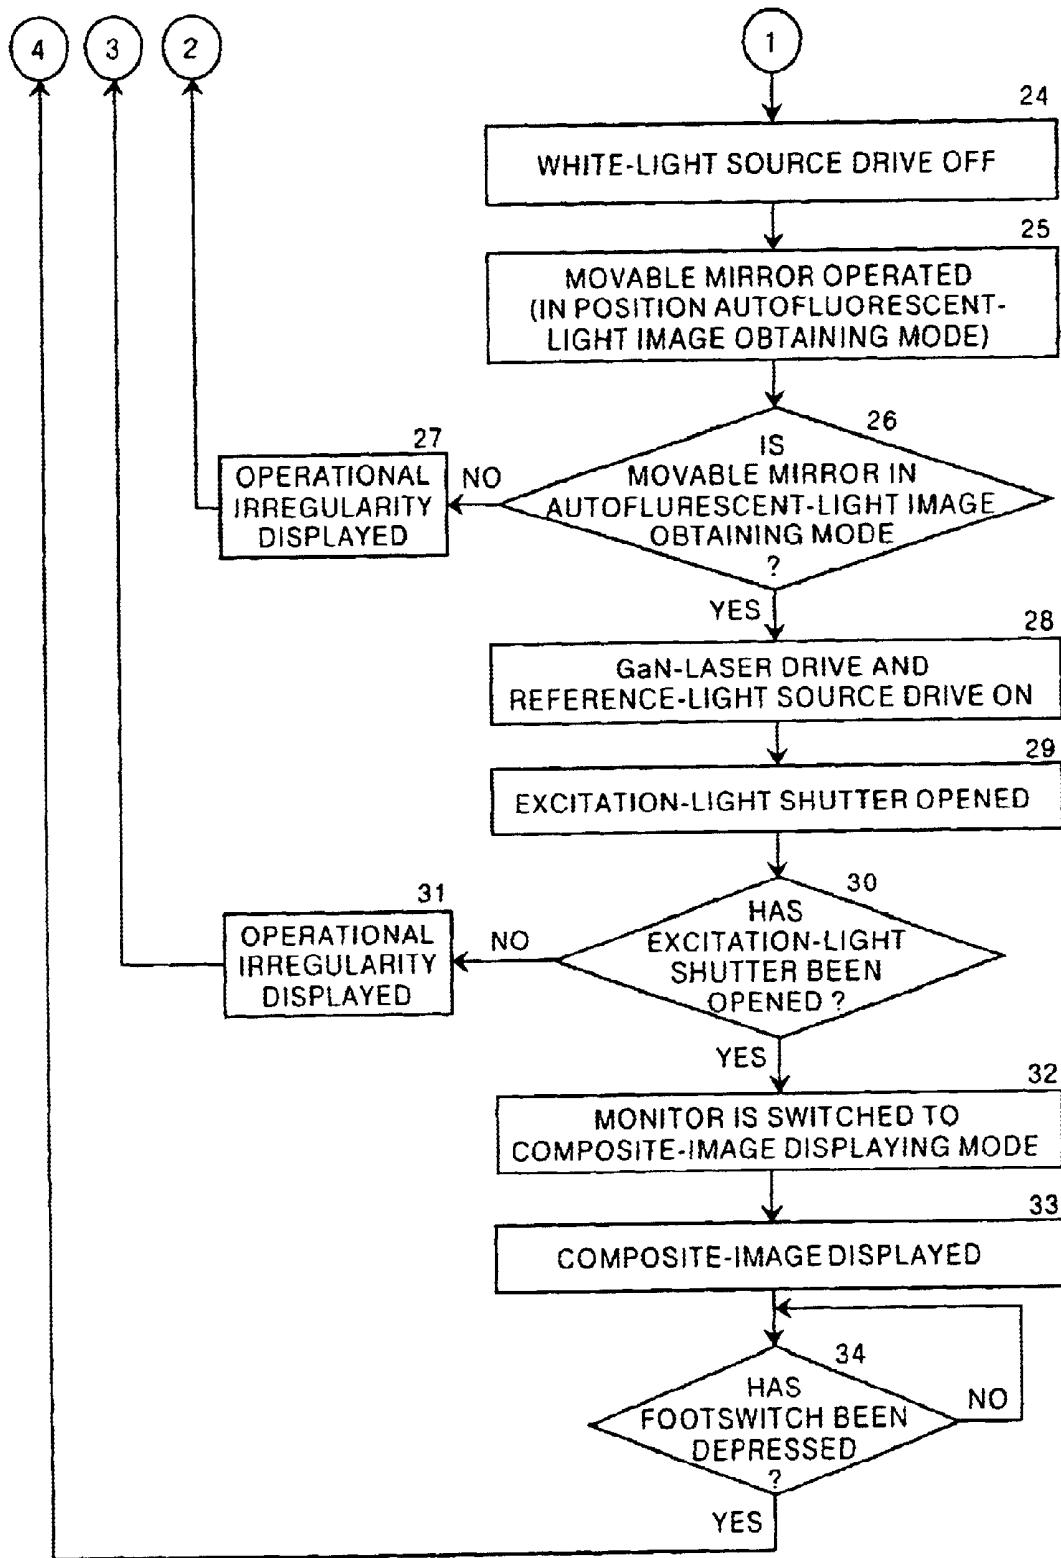 4
3
2
1
24
WHITE-LIGHT SOURCE DRIVE OFF
25
MOVABLE MIRROR OPERATED
(IN POSITION AUTOFLUORESCENT-
LIGHT IMAGE OBTAINING MODE)
26
IS
MOVABLE MIRROR IN
AUTOFLURESCENT-LIGHT IMAGE
OBTAINING MODE
?
NO
27
OPERATIONAL
IRREGULARITY
DISPLAYED
YES
28
GaN-LASER DRIVE AND
REFERENCE-LIGHT SOURCE DRIVE ON
29
EXCITATION-LIGHT SHUTTER OPENED
30
HAS
EXCITATION-LIGHT
SHUTTER BEEN
OPENED ?
NO
31
OPERATIONAL
IRREGULARITY
DISPLAYED
YES
32
MONITOR IS SWITCHED TO
COMPOSITE-IMAGE DISPLAYING MODE
33
COMPOSITE-IMAGE DISPLAYED
34
HAS
FOOTSWITCH BEEN
DEPRESSED
?
NO
YES